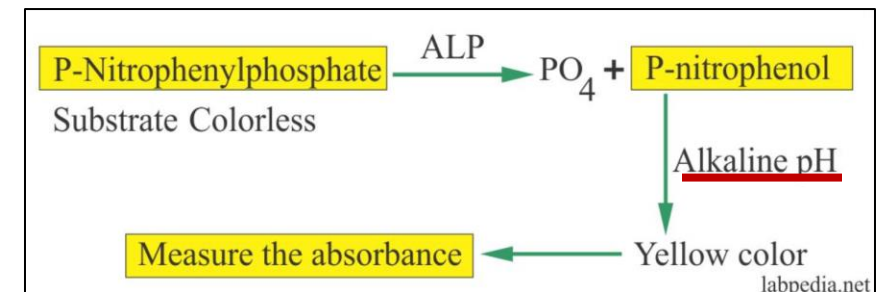 ALP
P-Nitrophenylphosphate PO4 + P-nitrophenol
Substrate Colorless
Alkaline pH
Measure the absorbance Yellow color
labpedia.net